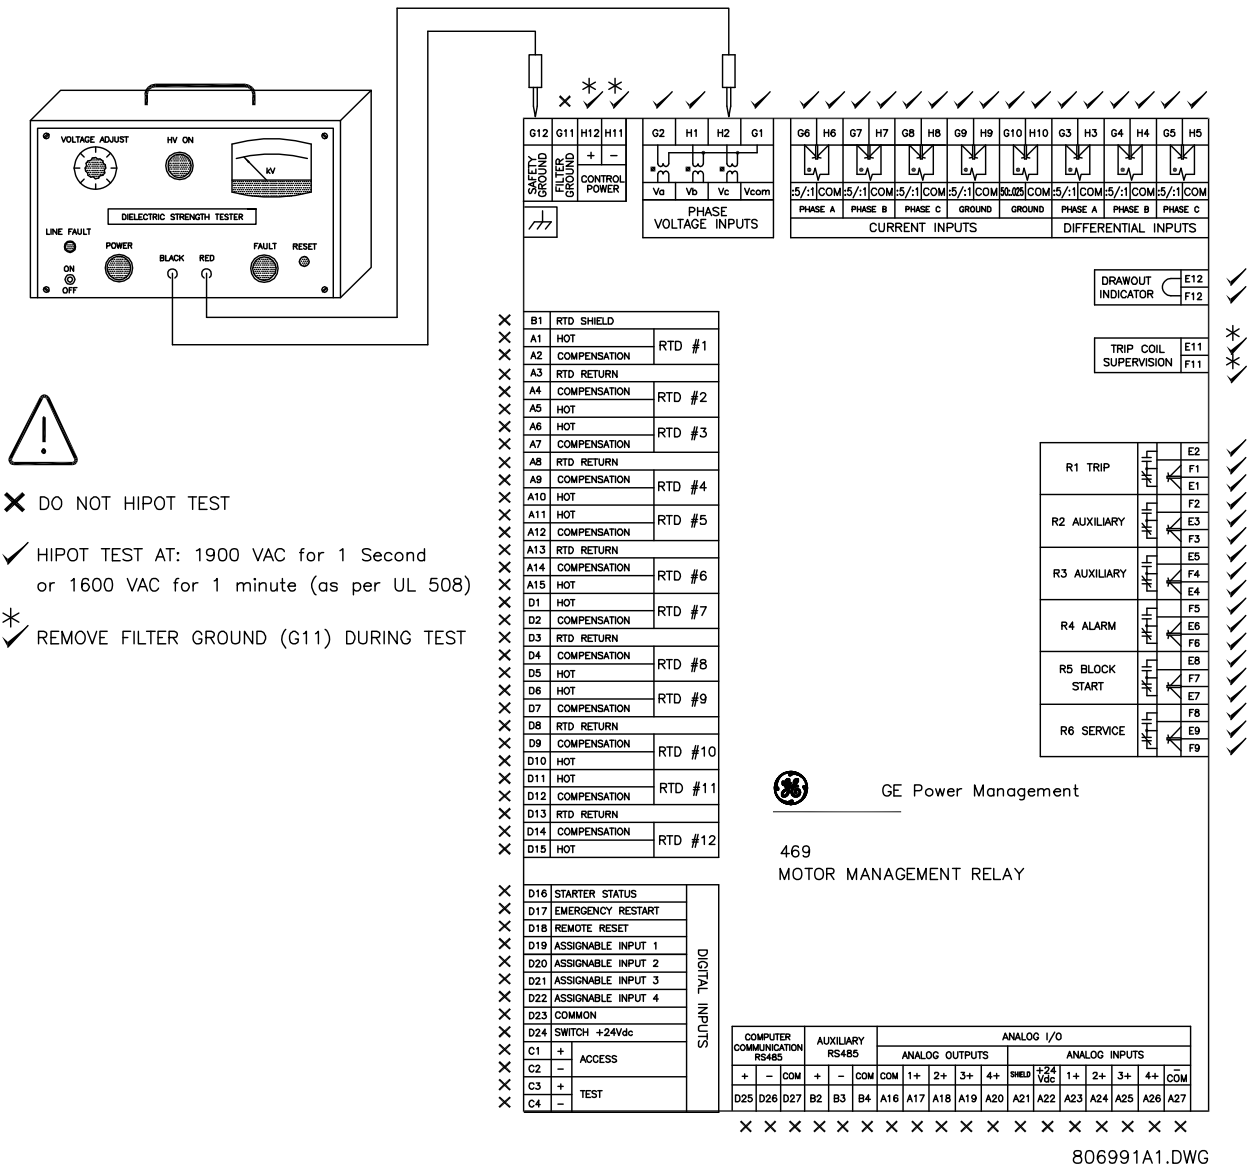 VOLTAGE ADJUST
HV ON
KV
DIELECTRIC STRENGTH TESTER
LINE FAULT
POWER
BLACK
RED
FAULT
RESET
ON
OFF
DO NOT HIPOT TEST
HIPOT TEST AT: 1900 VAC for 1 Second
or 1600 VAC for 1 minute (as per UL 508)
REMOVE FILTER GROUND (G11) DURING TEST
G12 G11 H12 H11
SAFETY GROUND
FILTER GROUND
+ −
CONTROL
POWER
G2 H1 H2 G1
Va Vb Vc Vcom
PHASE
VOLTAGE INPUTS
G6 H6 G7 H7 G8 H8 G9 H9 G10 H10 G3 H3 G4 H4 G5 H5
:5/:1 COM :5/:1 COM :5/:1 COM :5/:1 COM 50:.025 COM :5/:1 COM :5/:1 COM :5/:1 COM
PHASE A PHASE B PHASE C GROUND GROUND PHASE A PHASE B PHASE C
CURRENT INPUTS DIFFERENTIAL INPUTS
DRAWOUT
INDICATOR
E12
F12
TRIP COIL
SUPERVISION
E11
F11
B1 RTD SHIELD
A1 HOT
RTD #1
A2 COMPENSATION
A3 RTD RETURN
A4 COMPENSATION
RTD #2
A5 HOT
A6 HOT
RTD #3
A7 COMPENSATION
A8 RTD RETURN
A9 COMPENSATION
RTD #4
A10 HOT
A11 HOT
RTD #5
A12 COMPENSATION
A13 RTD RETURN
A14 COMPENSATION
RTD #6
A15 HOT
D1 HOT
RTD #7
D2 COMPENSATION
D3 RTD RETURN
D4 COMPENSATION
RTD #8
D5 HOT
D6 HOT
RTD #9
D7 COMPENSATION
D8 RTD RETURN
D9 COMPENSATION
RTD #10
D10 HOT
D11 HOT
RTD #11
D12 COMPENSATION
D13 RTD RETURN
D14 COMPENSATION
RTD #12
D15 HOT
R1 TRIP
E2
F1
E1
R2 AUXILIARY
F2
E3
F3
R3 AUXILIARY
E5
F4
E4
R4 ALARM
F5
E6
F6
R5 BLOCK
START
E8
F7
E7
R6 SERVICE
F8
E9
F9
GE
GE Power Management
469
MOTOR MANAGEMENT RELAY
D16 STARTER STATUS
D17 EMERGENCY RESTART
D18 REMOTE RESET
D19 ASSIGNABLE INPUT 1
D20 ASSIGNABLE INPUT 2
D21 ASSIGNABLE INPUT 3
D22 ASSIGNABLE INPUT 4
D23 COMMON
D24 SWITCH +24Vdc
C1 +
ACCESS
C2 −
C3 +
TEST
C4 −
DIGITAL INPUTS
COMPUTER
COMMUNICATION
RS485
AUXILIARY
RS485
ANALOG I/O
ANALOG OUTPUTS ANALOG INPUTS
+ − COM + − COM COM 1+ 2+ 3+ 4+ SHIELD +24 Vdc 1+ 2+ 3+ 4+ − COM
D25 D26 D27 B2 B3 B4 A16 A17 A18 A19 A20 A21 A22 A23 A24 A25 A26 A27
806991A1.DWG